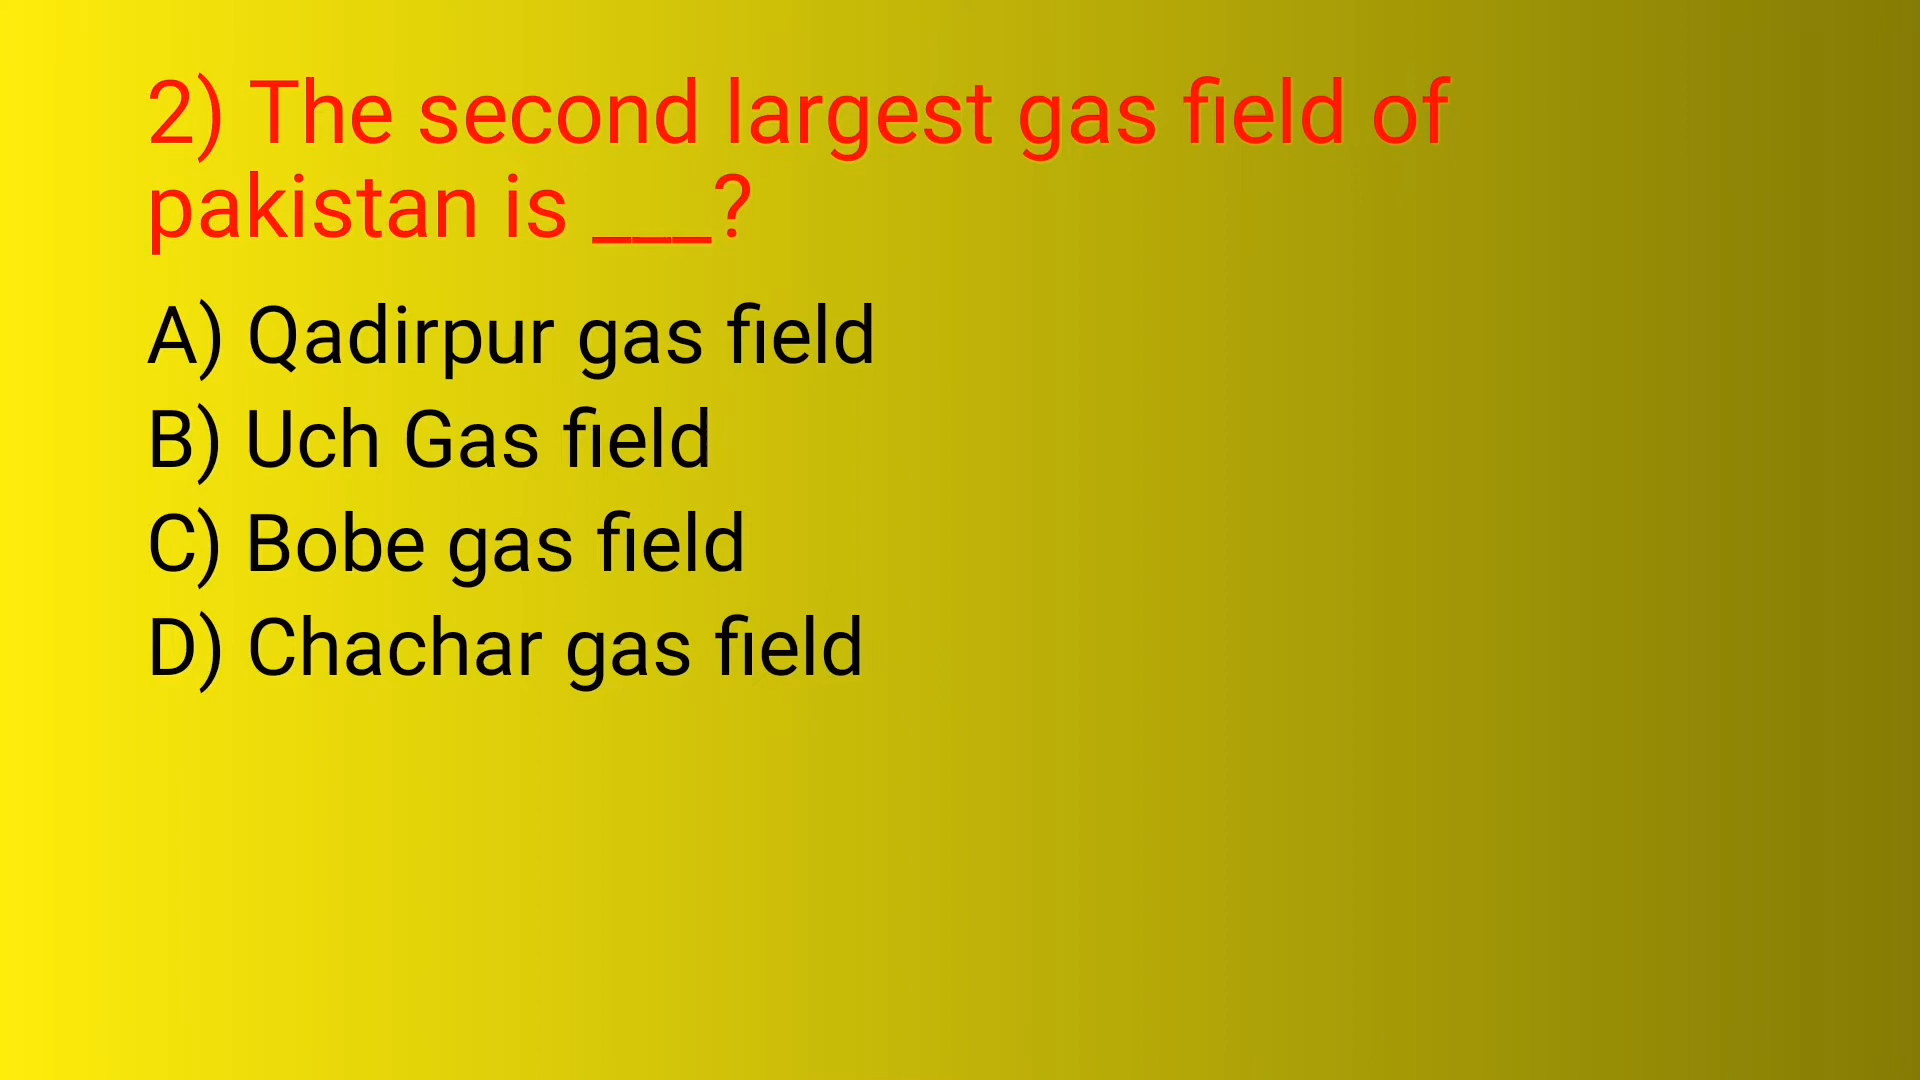 2) The second largest gas field of
pakistan is ___?
A) Qadirpur gas field
B) Uch Gas field
C) Bobe gas field
D) Chachar gas field